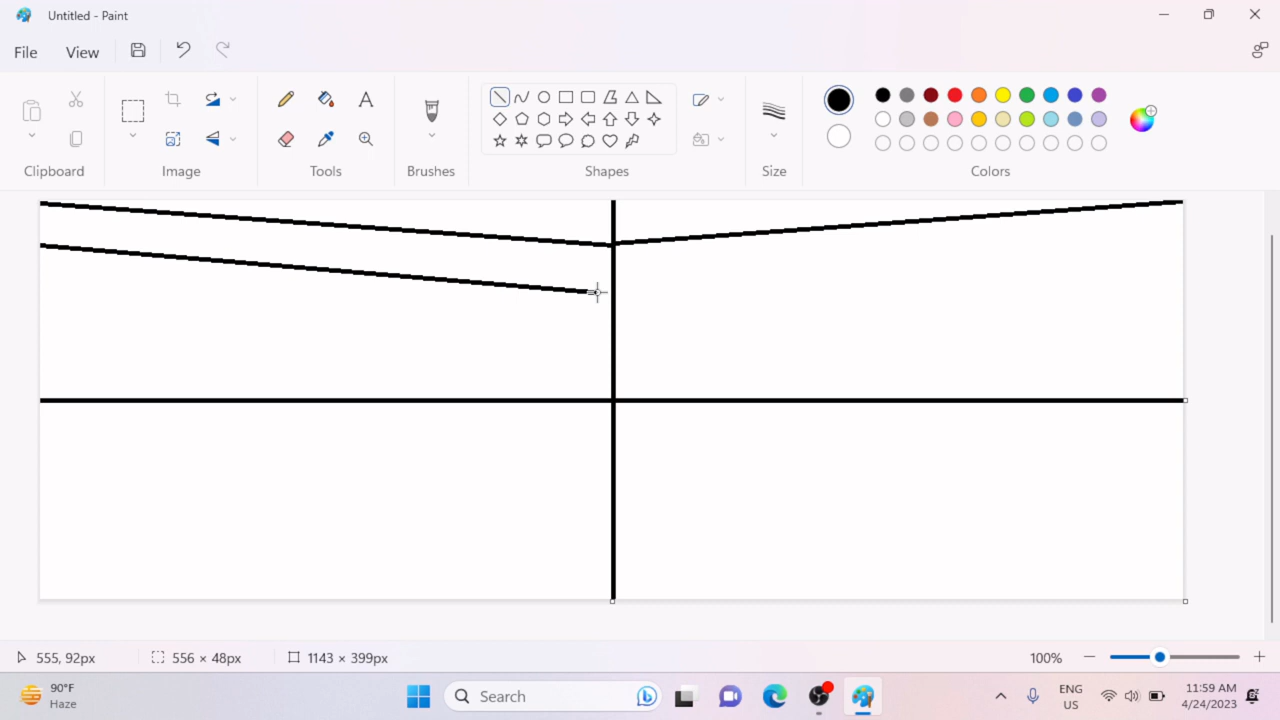 Untitled - Paint
File View
Clipboard
Image
Tools
Brushes
Shapes
Size
Colors
555, 92px
556 × 48px
1143 × 399px
100%
90°F
Haze
Search
ENG
US
11:59 AM
4/24/2023